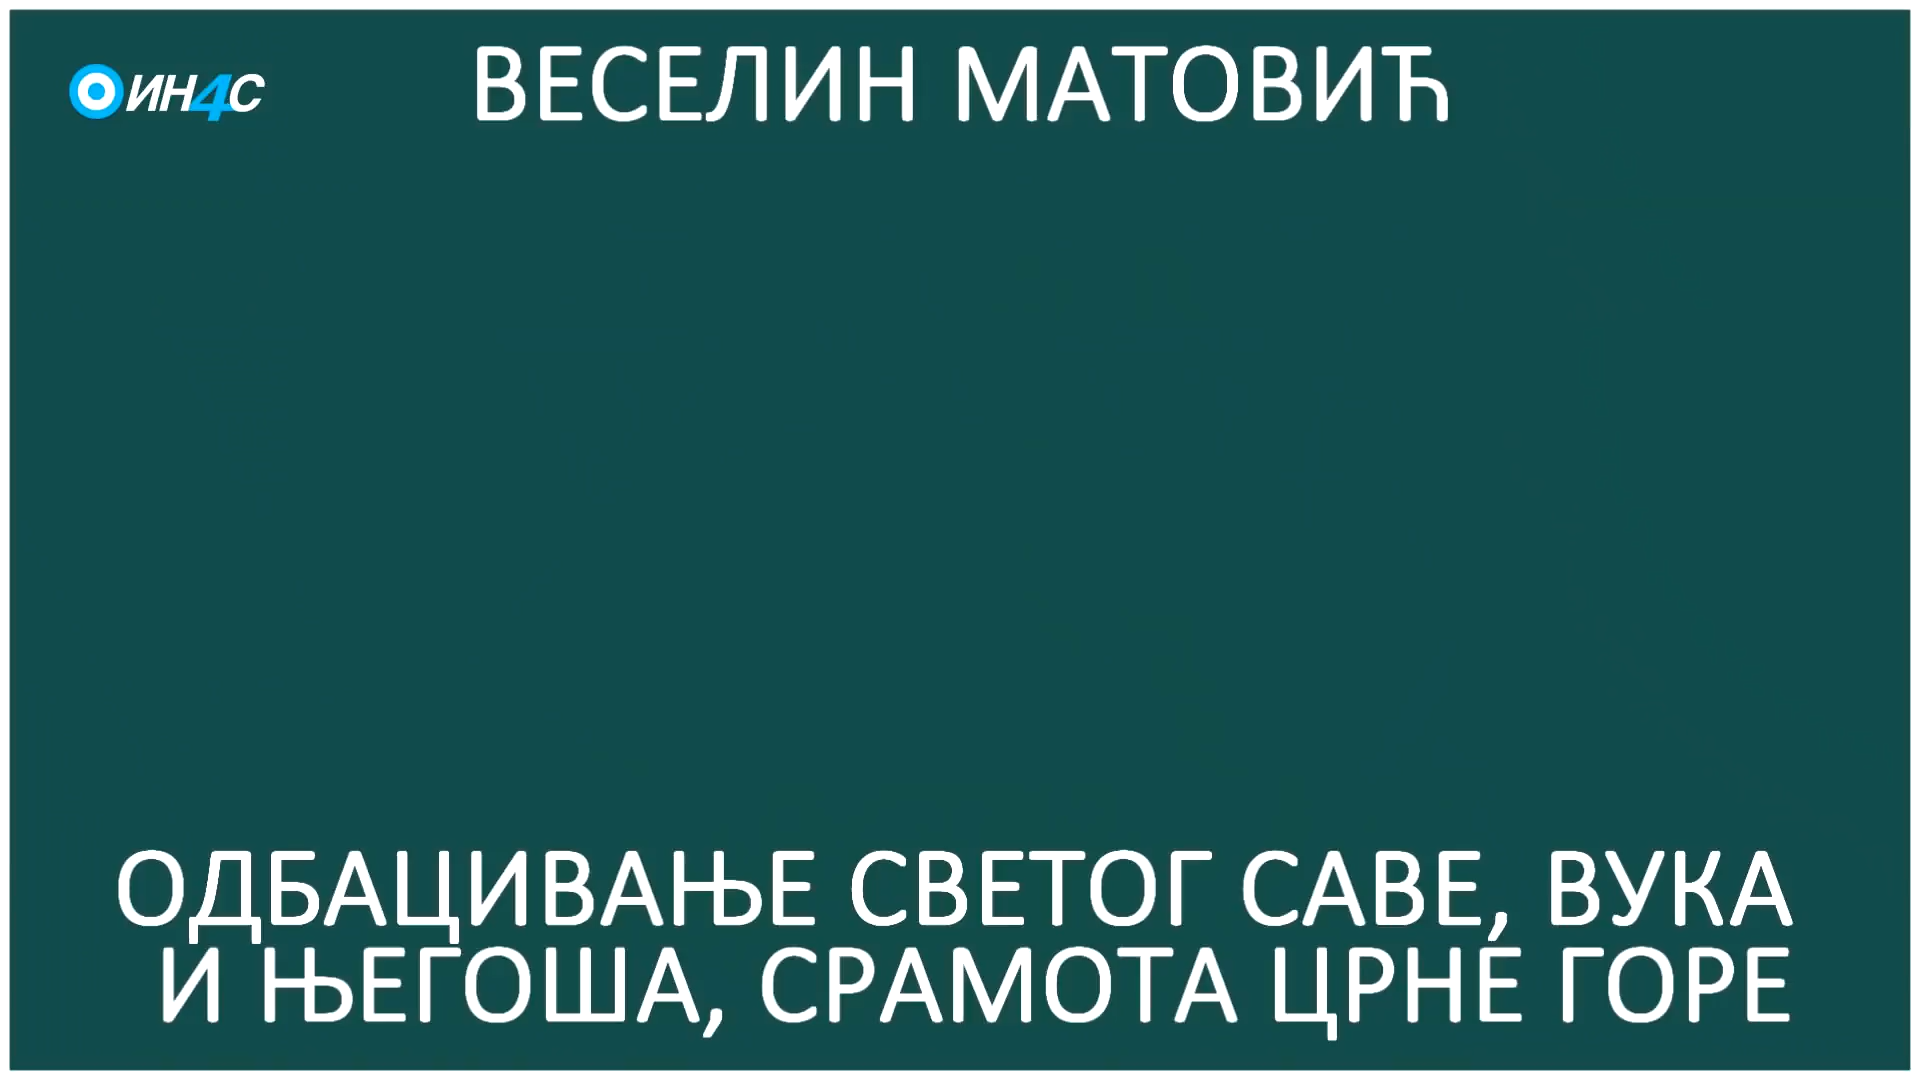 ИН4С
ВЕСЕЛИН МАТОВИЋ
ОДБАЦИВАЊЕ СВЕТОГ САВЕ, ВУКА
И ЊЕГОША, СРАМОТА ЦРНЕ ГОРЕ